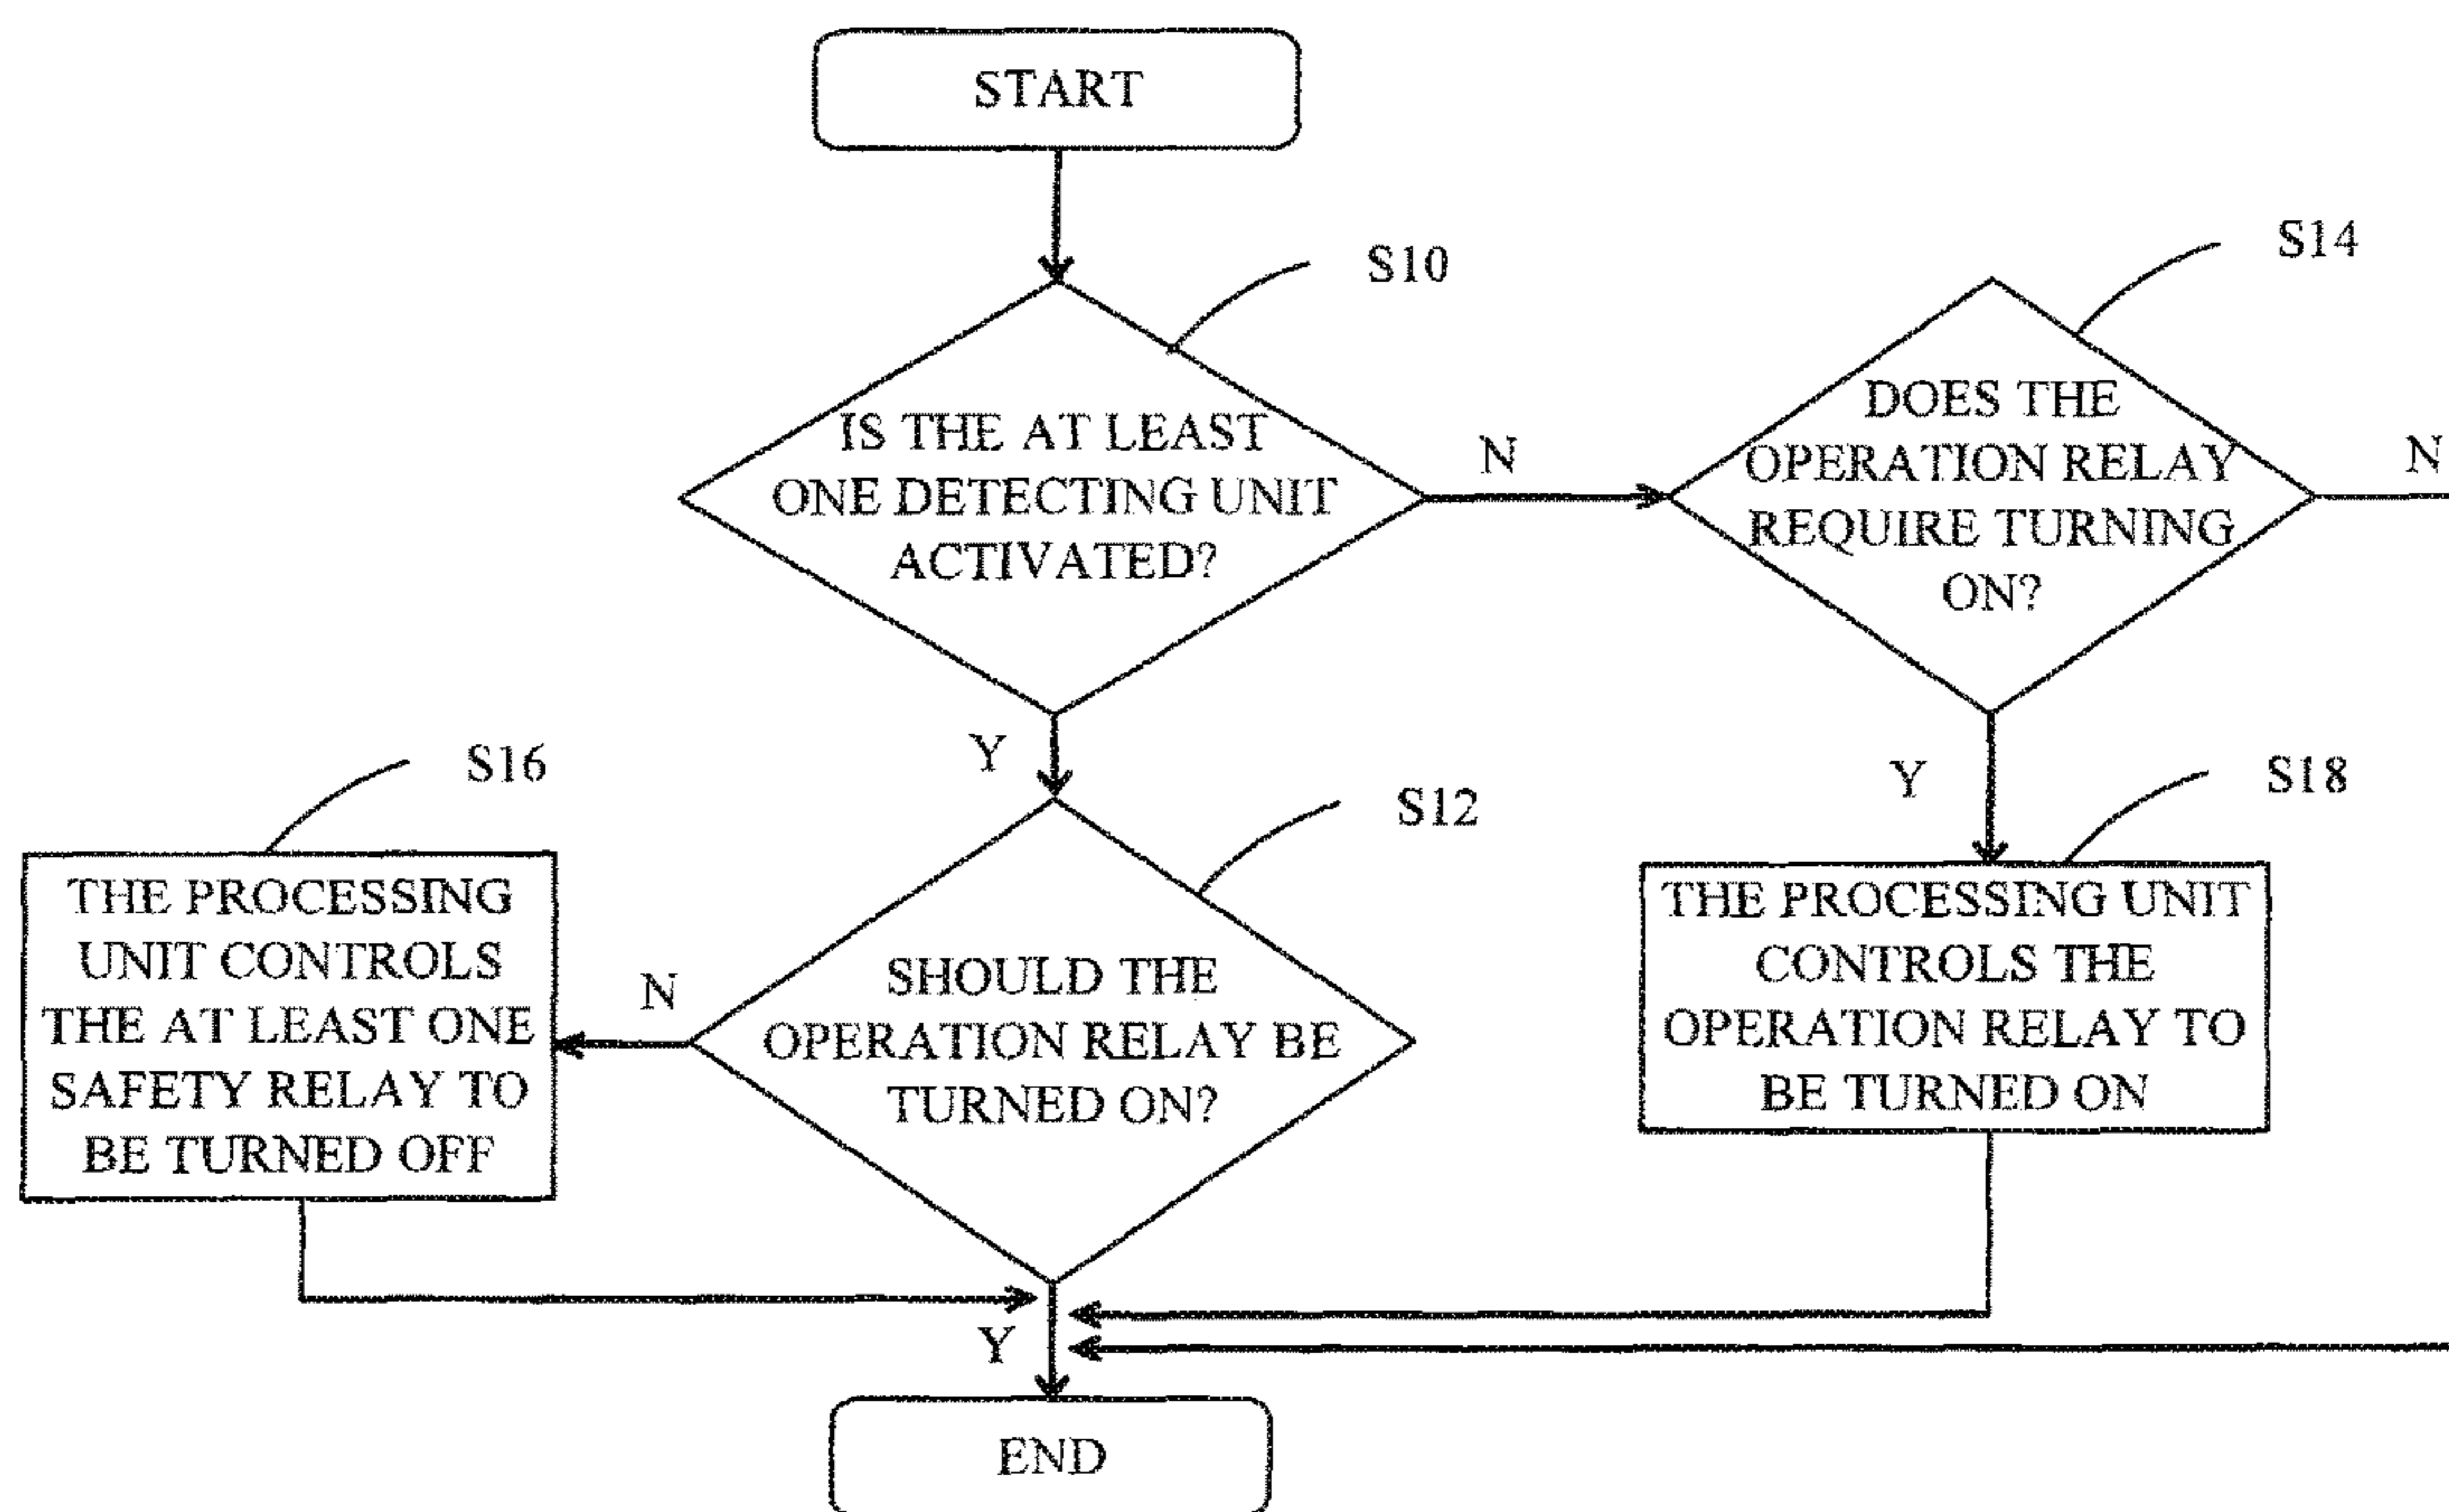 START
S10
IS THE AT LEAST
ONE DETECTING UNIT
ACTIVATED?
N
S14
DOES THE
OPERATION RELAY
REQUIRE TURNING
ON?
N
Y
Y
S16
THE PROCESSING
UNIT CONTROLS
THE AT LEAST ONE
SAFETY RELAY TO
BE TURNED OFF
N
S12
SHOULD THE
OPERATION RELAY BE
TURNED ON?
S18
THE PROCESSING UNIT
CONTROLS THE
OPERATION RELAY TO
BE TURNED ON
Y
END